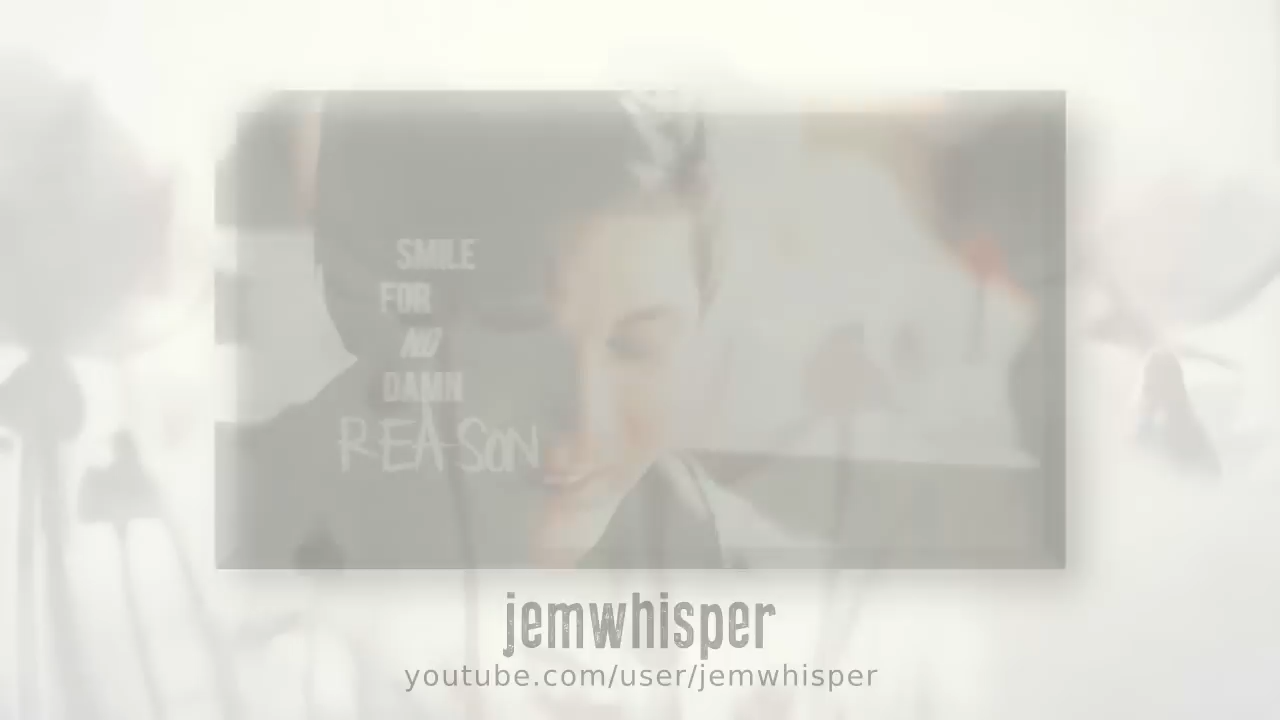 SMILE
FOR
NO
DAMN
REASON
jemwhisper
youtube.com/user/jemwhisper